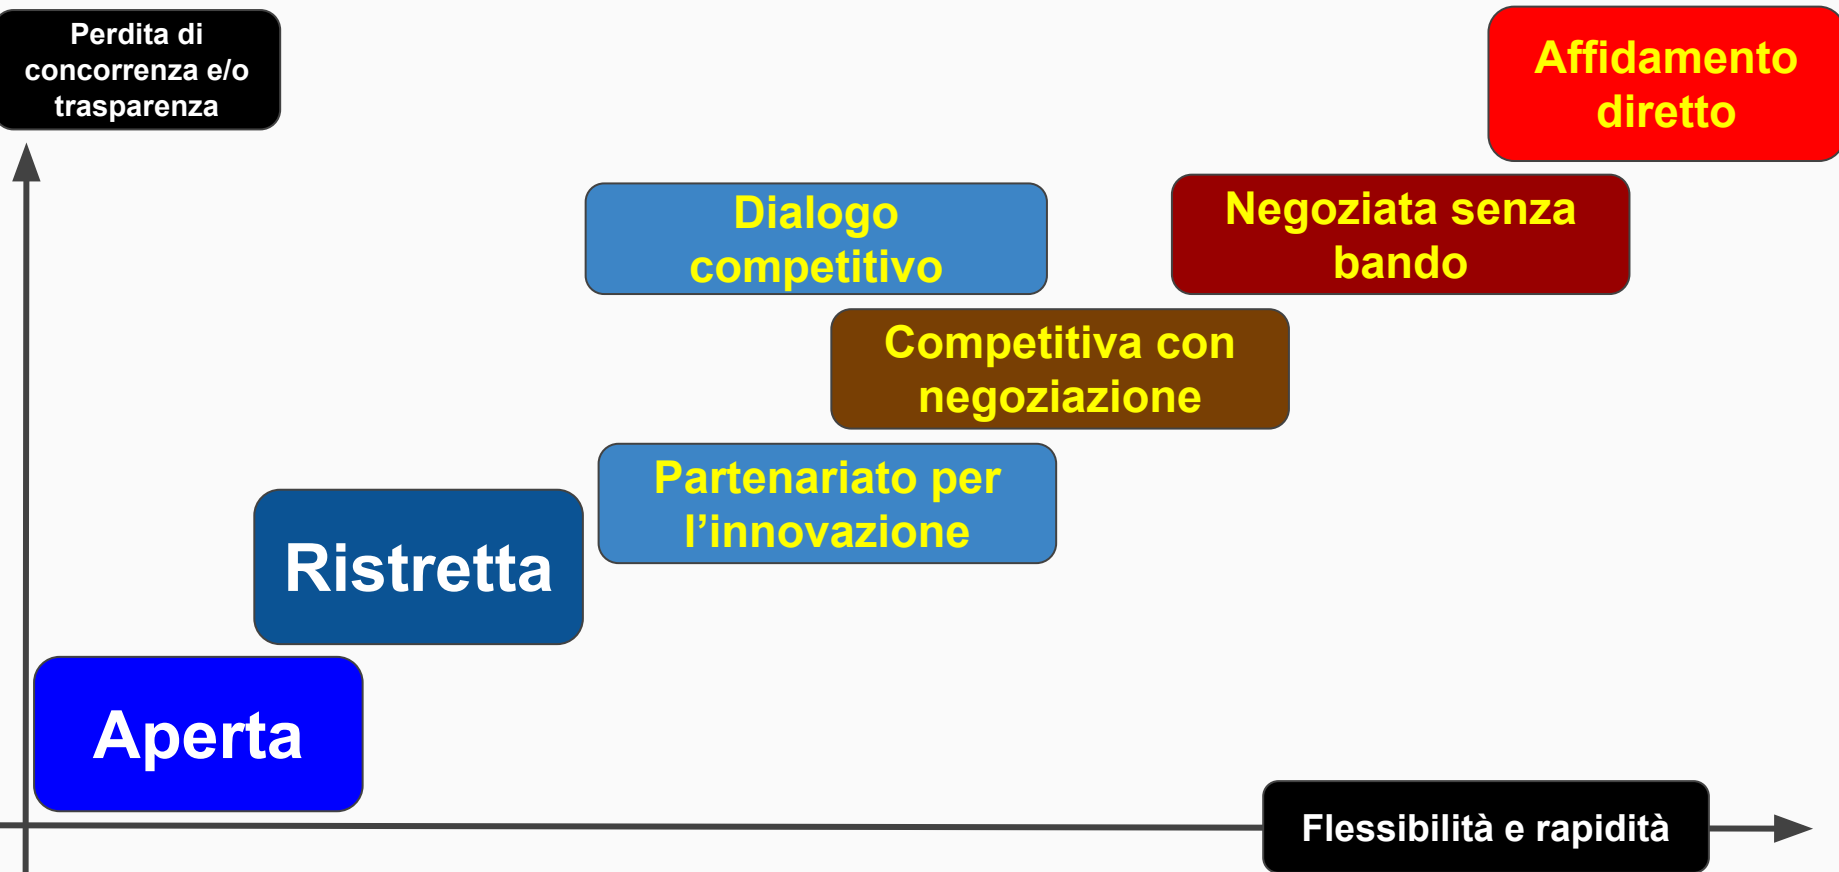 Perdita di
concorrenza e/o
trasparenza
Affidamento
diretto
Dialogo
competitivo
Negoziata senza
bando
Competitiva con
negoziazione
Partenariato per
l’innovazione
Ristretta
Aperta
Flessibilità e rapidità